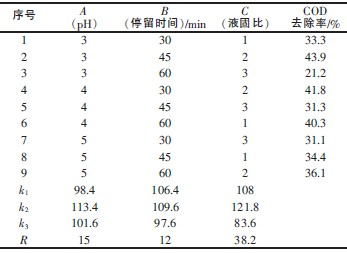 序号 A (pH) B (停留时间)/min C (液固比) COD 去除率/%
1 3 30 1 33.3
2 3 45 2 43.9
3 3 60 3 21.2
4 4 30 2 41.8
5 4 45 3 31.3
6 4 60 1 40.3
7 5 30 3 31.1
8 5 45 1 34.4
9 5 60 2 36.1
k₁ 98.4 106.4 108
k₂ 113.4 109.6 121.8
k₃ 101.6 97.6 83.6
R 15 12 38.2